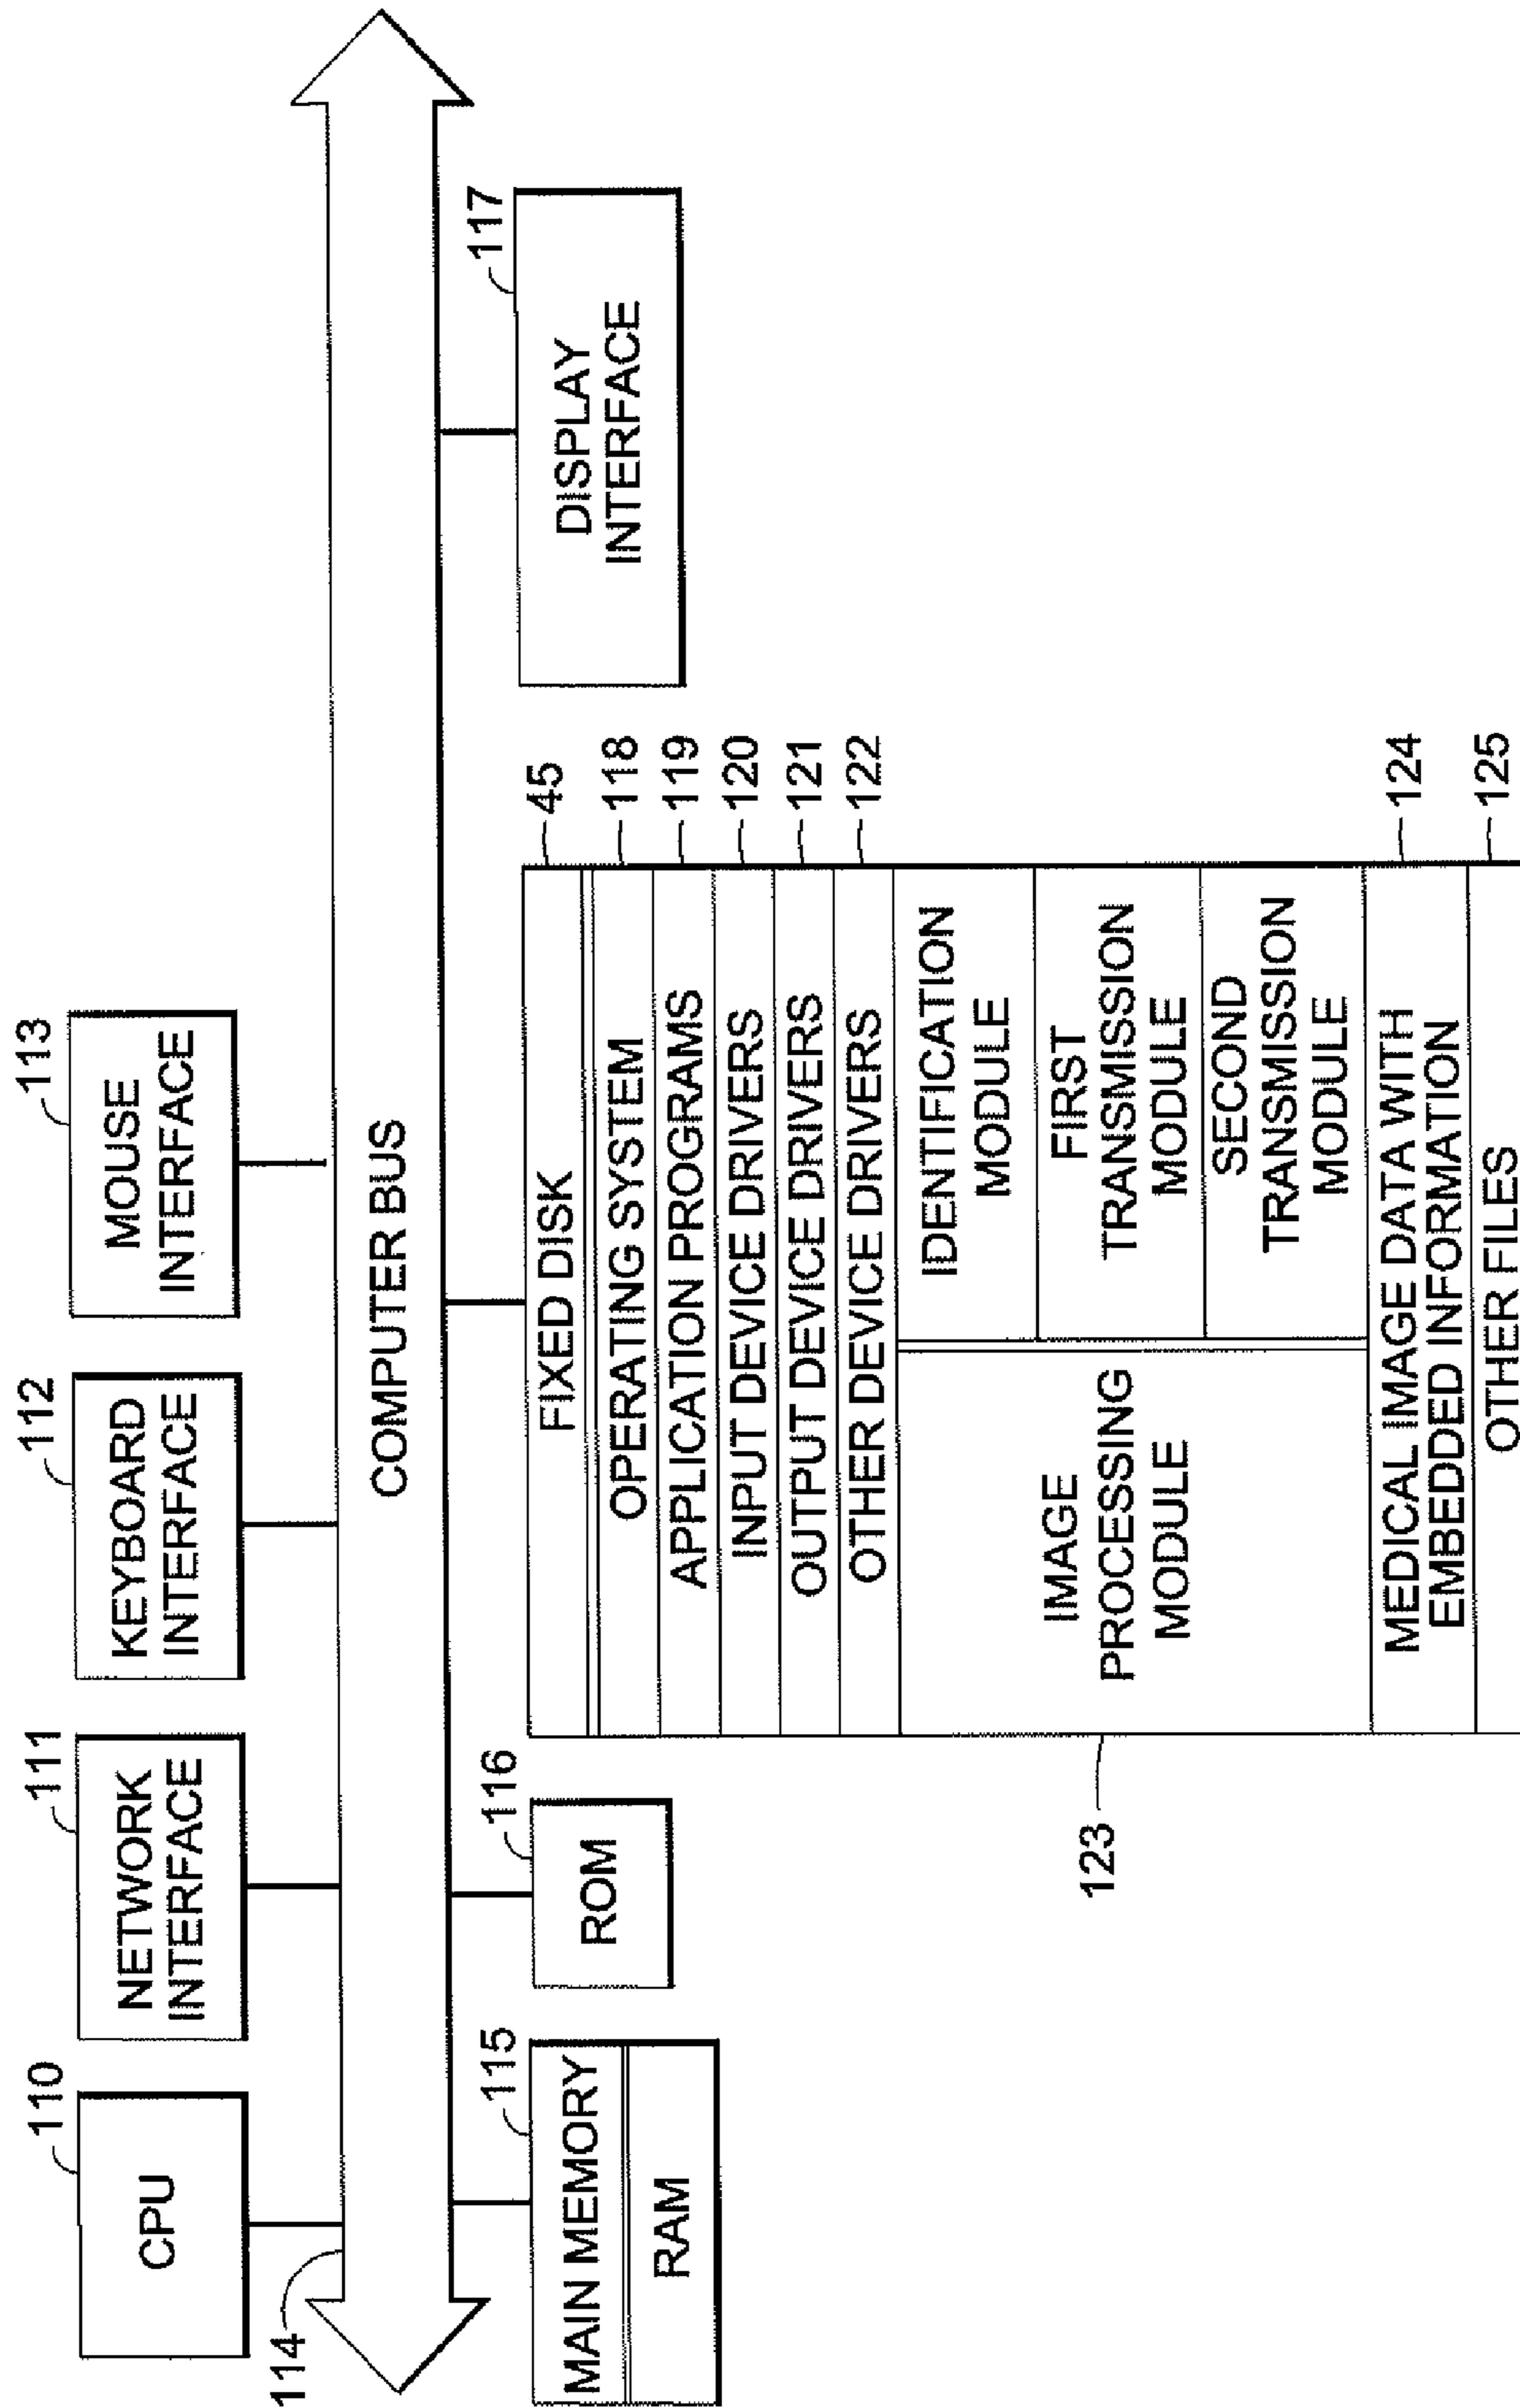 110
CPU
111
NETWORK
INTERFACE
112
KEYBOARD
INTERFACE
113
MOUSE
INTERFACE
114
COMPUTER BUS
115
MAIN MEMORY
RAM
116
ROM
45
FIXED DISK
118
OPERATING SYSTEM
119
APPLICATION PROGRAMS
120
INPUT DEVICE DRIVERS
121
OUTPUT DEVICE DRIVERS
122
OTHER DEVICE DRIVERS
123
IMAGE
PROCESSING
MODULE
IDENTIFICATION
MODULE
FIRST
TRANSMISSION
MODULE
SECOND
TRANSMISSION
MODULE
124
MEDICAL IMAGE DATA WITH
EMBEDDED INFORMATION
125
OTHER FILES
117
DISPLAY
INTERFACE